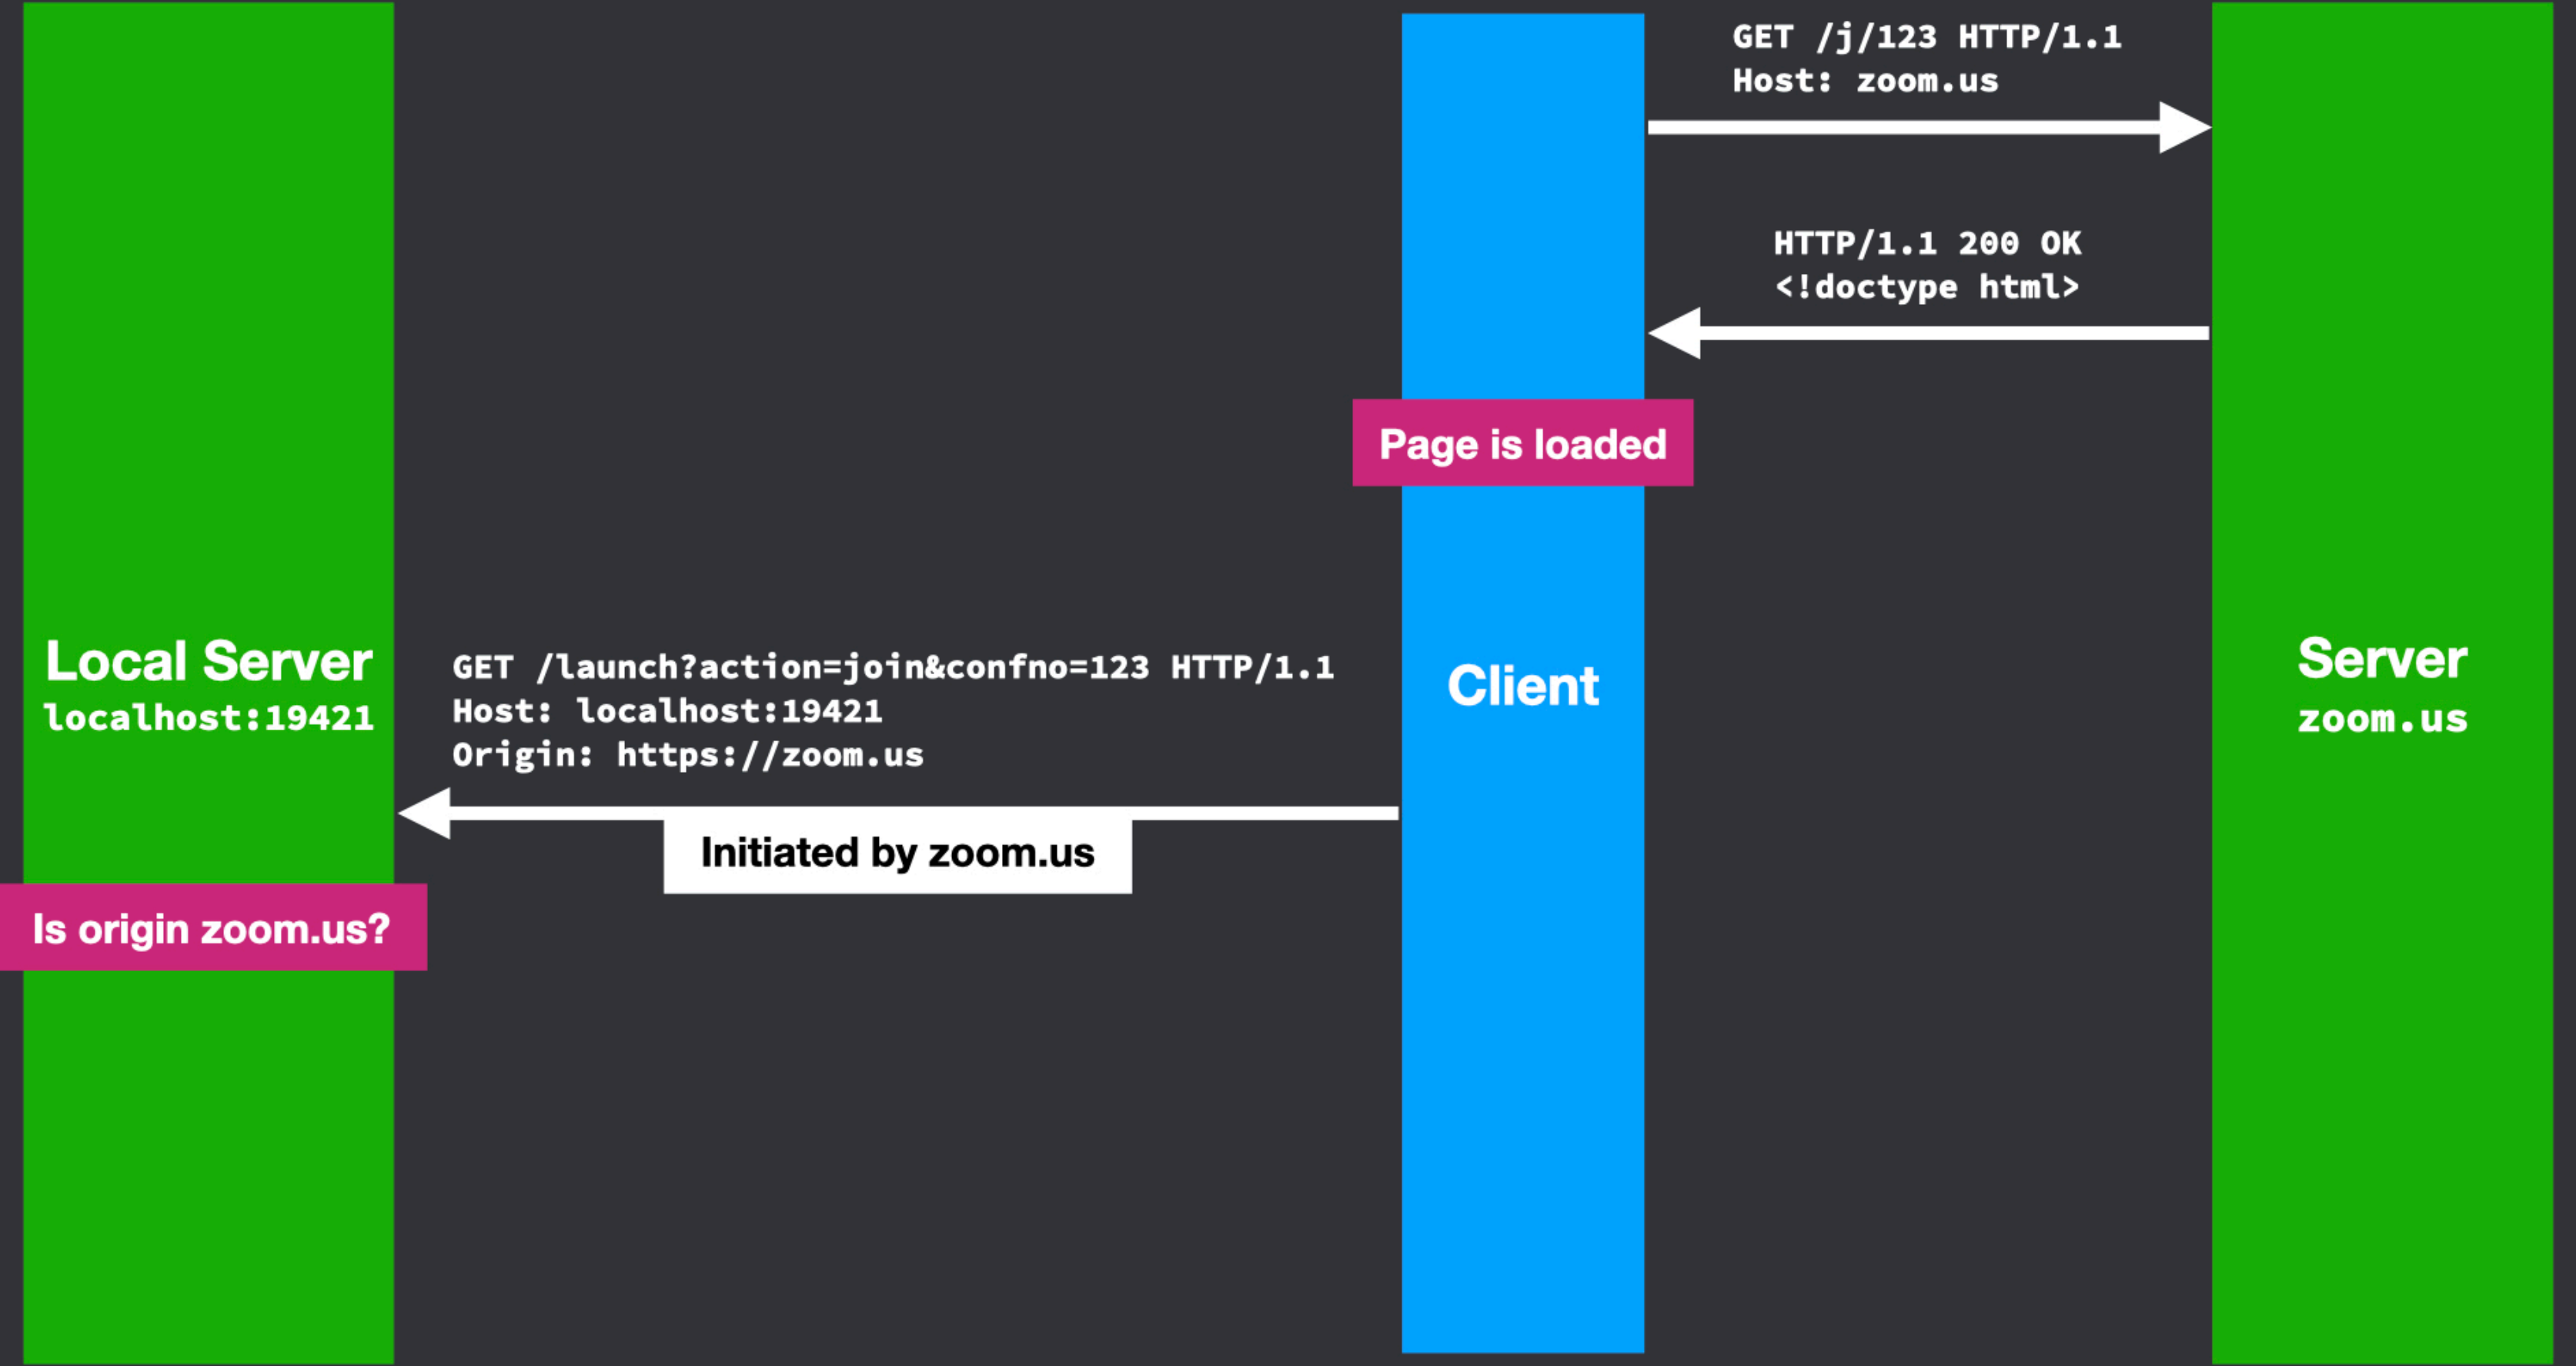 GET /j/123 HTTP/1.1
Host: zoom.us
HTTP/1.1 200 OK
<!doctype html>
Page is loaded
Local Server
localhost:19421
GET /launch?action=join&confno=123 HTTP/1.1
Host: localhost:19421
Origin: https://zoom.us
Client
Server
zoom.us
Initiated by zoom.us
Is origin zoom.us?